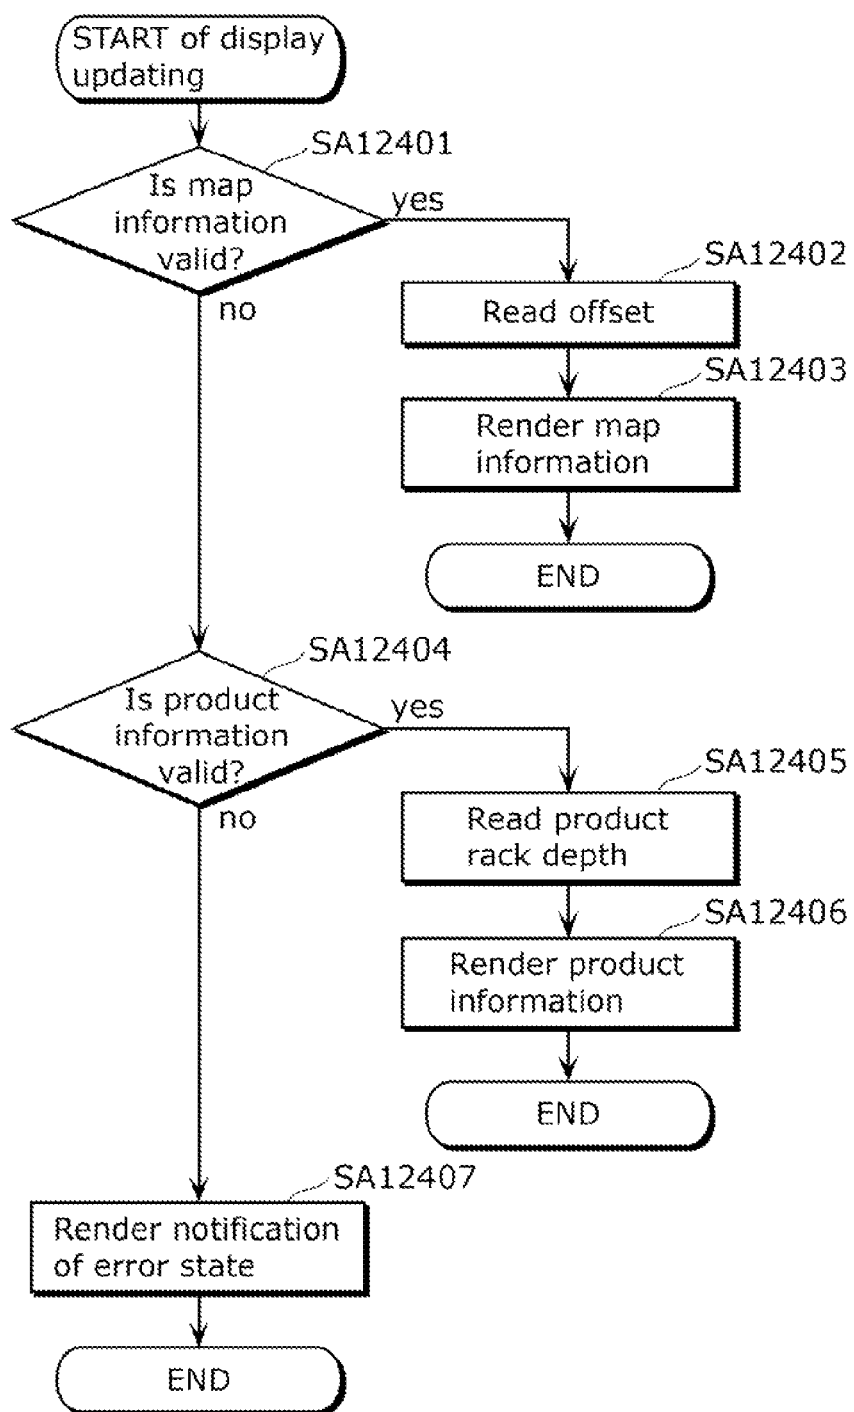 START of display
updating
SA12401
Is map
information
valid?
yes
no
SA12402
Read offset
SA12403
Render map
information
END
SA12404
Is product
information
valid?
yes
no
SA12405
Read product
rack depth
SA12406
Render product
information
END
SA12407
Render notification
of error state
END